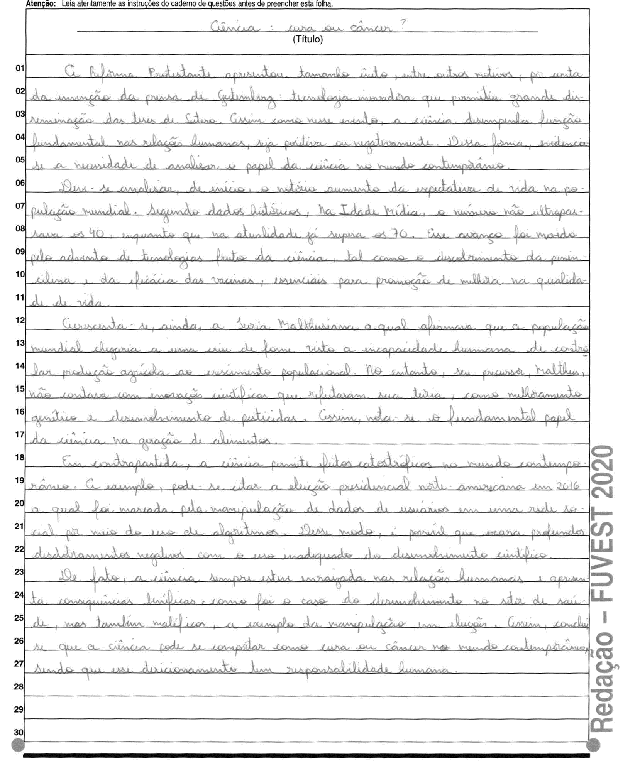 Atenção: Leia atentamente as instruções do caderno de questões antes de preencher esta folha.
Ciência: cura ou câncer?
(Título)
01 A Reforma Protestante apresentou tamanho êxito, entre outros motivos, por conta
02 da invenção da prensa de Gutemberg: tecnologia inovadora que permitiu grande dis-
03 seminação das teses de Lutero. Assim como nesse evento, a ciência desempenha função
04 fundamental nas relações humanas, seja positiva ou negativamente. Dessa forma, evidencia-
05 se a necessidade de analisar o papel da ciência no mundo contemporâneo.
06 Deve-se analisar, de início, o notório aumento da expectativa de vida na po-
07 pulação mundial. Segundo dados históricos, na Idade Média, o número não ultrapas-
08 sava os 40, enquanto que na atualidade já supera os 70. Esse avanço foi movido
09 pelo advento de tecnologias fruto da ciência, tal como o descobrimento da peni-
10 cilina e da eficácia das vacinas, essenciais para promoção de melhora na qualida-
11 de de vida.
12 Acrescenta-se, ainda, a Teoria Malthusiana a qual afirmava que a população
13 mundial chegaria a uma crise de fome visto a incapacidade humana de contro-
14 lar produção agrícola ao crescimento populacional. No entanto, seu precursor, Malthus,
15 não contava com inovações científicas que refutaram sua teoria, como melhoramento
16 genético e desenvolvimento de pesticidas. Assim, nota-se o fundamental papel
17 da ciência na geração de alimentos.
18 Em contrapartida, a ciência permite feitos catastróficos no mundo contempo-
19 râneo. A exemplo, pode-se citar a eleição presidencial norte-americana em 2016
20 a qual foi marcada pela manipulação de dados de usuários em uma rede so-
21 cial por meio do uso de algoritmos. Desse modo, é possível que ocorra profundos
22 desdobramentos negativos com o uso inadequado do desenvolvimento científico.
23 De fato, a ciência sempre esteve enraizada nas relações humanas e apresen-
24 ta consequências benéficas, como foi o caso do desenvolvimento no setor de saú-
25 de, mas também maléficas, a exemplo da manipulação em eleições. Assim, conclui-
26 se que a ciência pode se comportar como cura ou câncer no mundo contemporâneo,
27 sendo que esse direcionamento tem responsabilidade humana.
28
29
30
Redação – FUVEST 2020